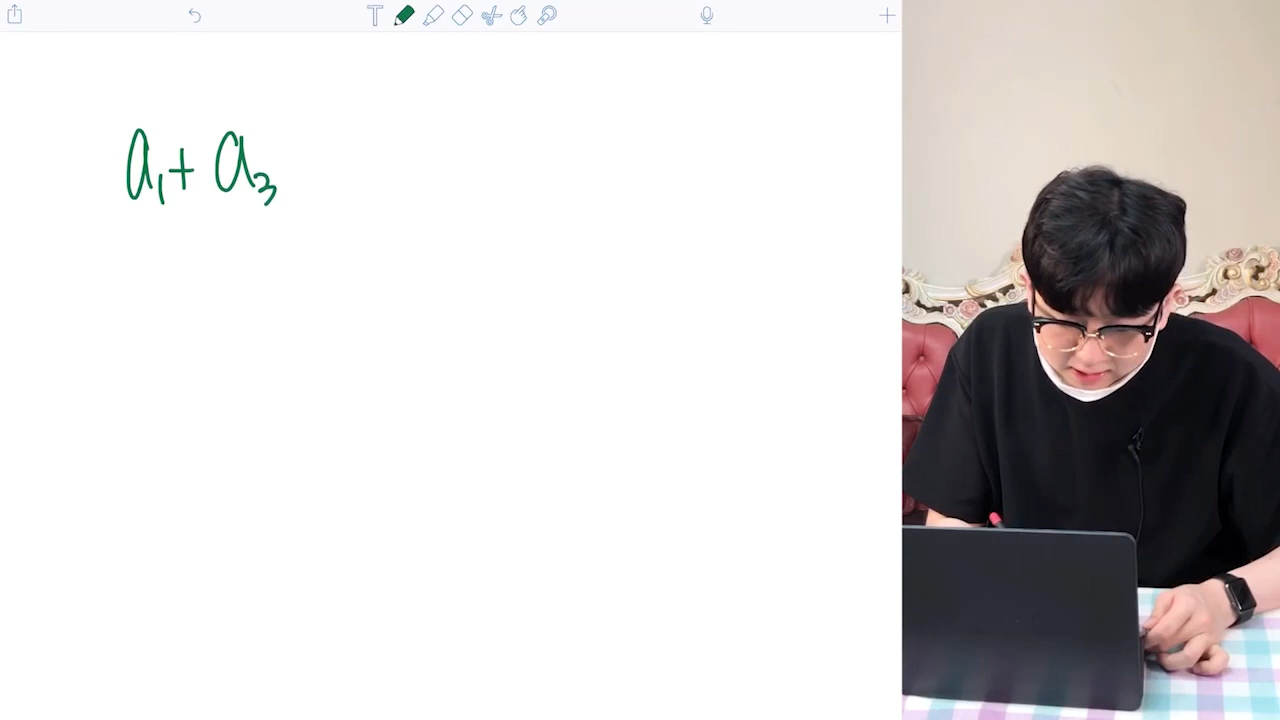 a₁ + a₃